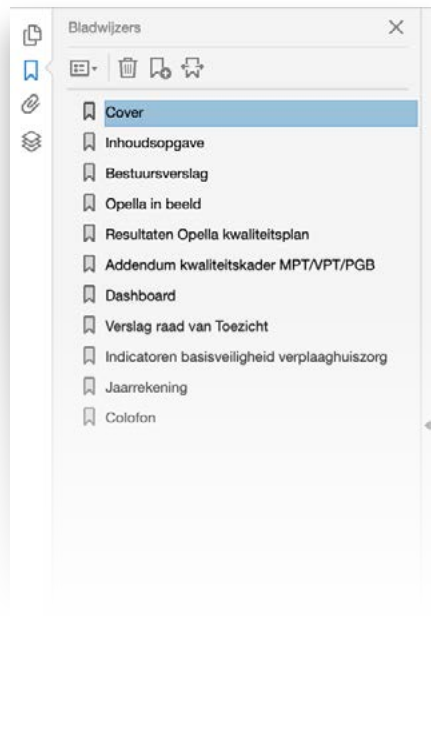 Bladwijzers
Cover
Inhoudsopgave
Bestuursverslag
Opella in beeld
Resultaten Opella kwaliteitsplan
Addendum kwaliteitskader MPT/VPT/PGB
Dashboard
Verslag raad van Toezicht
Indicatoren basisveiligheid verplaaghuiszorg
Jaarrekening
Colofon